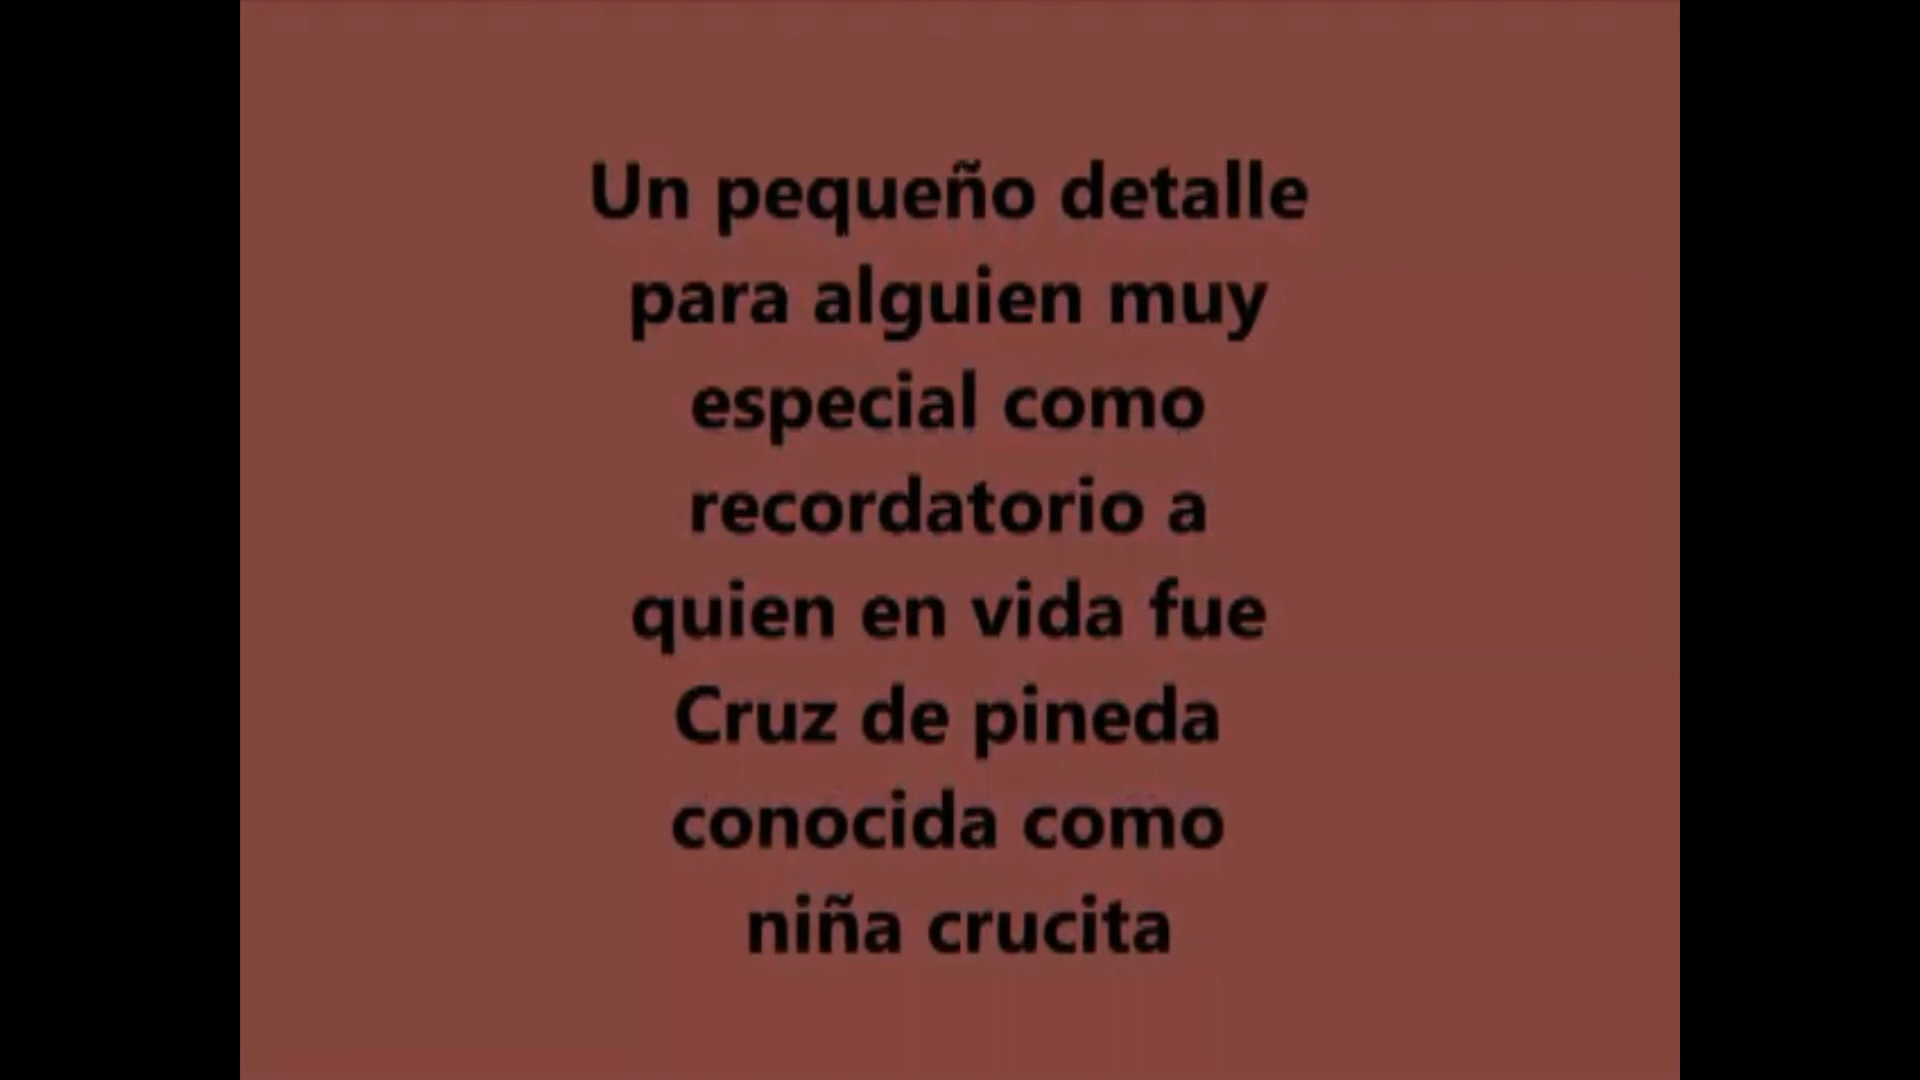 Un pequeño detalle
para alguien muy
especial como
recordatorio a
quien en vida fue
Cruz de pineda
conocida como
niña crucita